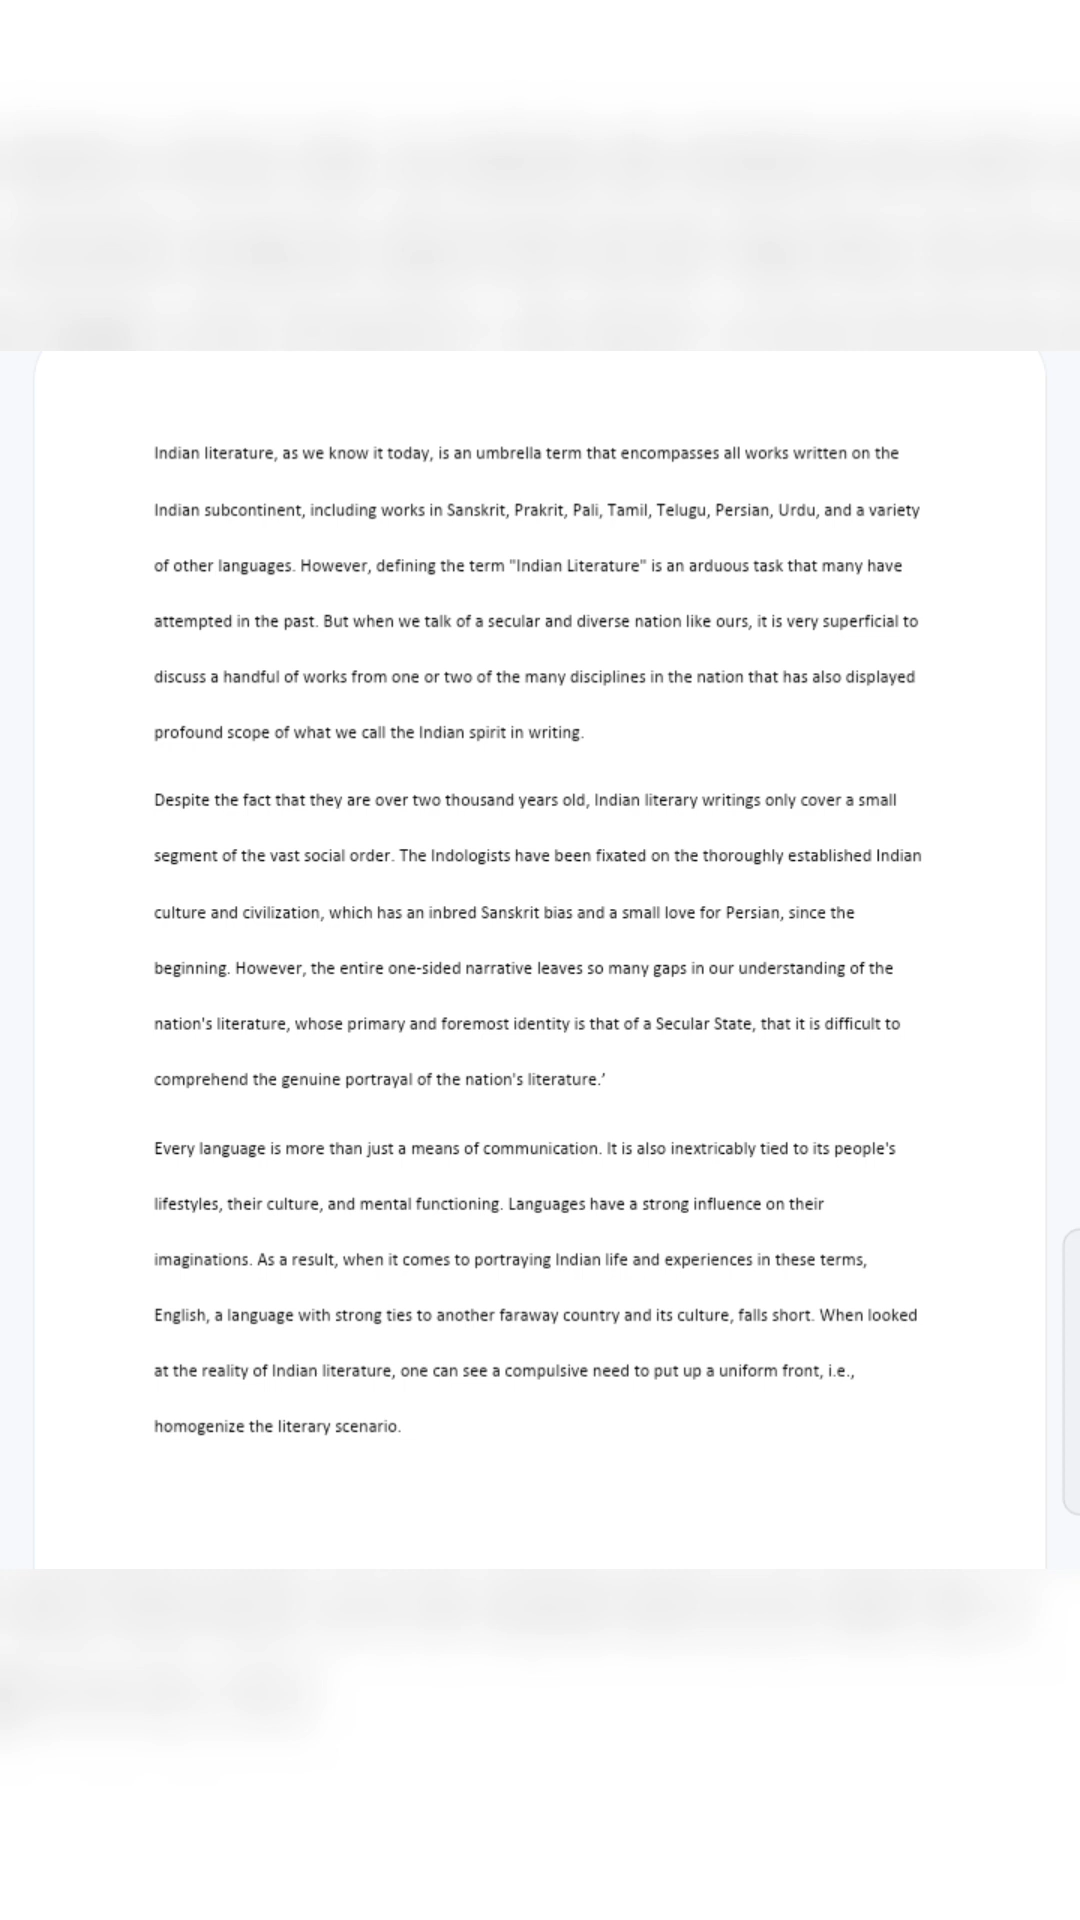 Indian literature, as we know it today, is an umbrella term that encompasses all works written on the
Indian subcontinent, including works in Sanskrit, Prakrit, Pali, Tamil, Telugu, Persian, Urdu, and a variety
of other languages. However, defining the term "Indian Literature" is an arduous task that many have
attempted in the past. But when we talk of a secular and diverse nation like ours, it is very superficial to
discuss a handful of works from one or two of the many disciplines in the nation that has also displayed
profound scope of what we call the Indian spirit in writing.
Despite the fact that they are over two thousand years old, Indian literary writings only cover a small
segment of the vast social order. The Indologists have been fixated on the thoroughly established Indian
culture and civilization, which has an inbred Sanskrit bias and a small love for Persian, since the
beginning. However, the entire one-sided narrative leaves so many gaps in our understanding of the
nation's literature, whose primary and foremost identity is that of a Secular State, that it is difficult to
comprehend the genuine portrayal of the nation's literature.’
Every language is more than just a means of communication. It is also inextricably tied to its people's
lifestyles, their culture, and mental functioning. Languages have a strong influence on their
imaginations. As a result, when it comes to portraying Indian life and experiences in these terms,
English, a language with strong ties to another faraway country and its culture, falls short. When looked
at the reality of Indian literature, one can see a compulsive need to put up a uniform front, i.e.,
homogenize the literary scenario.